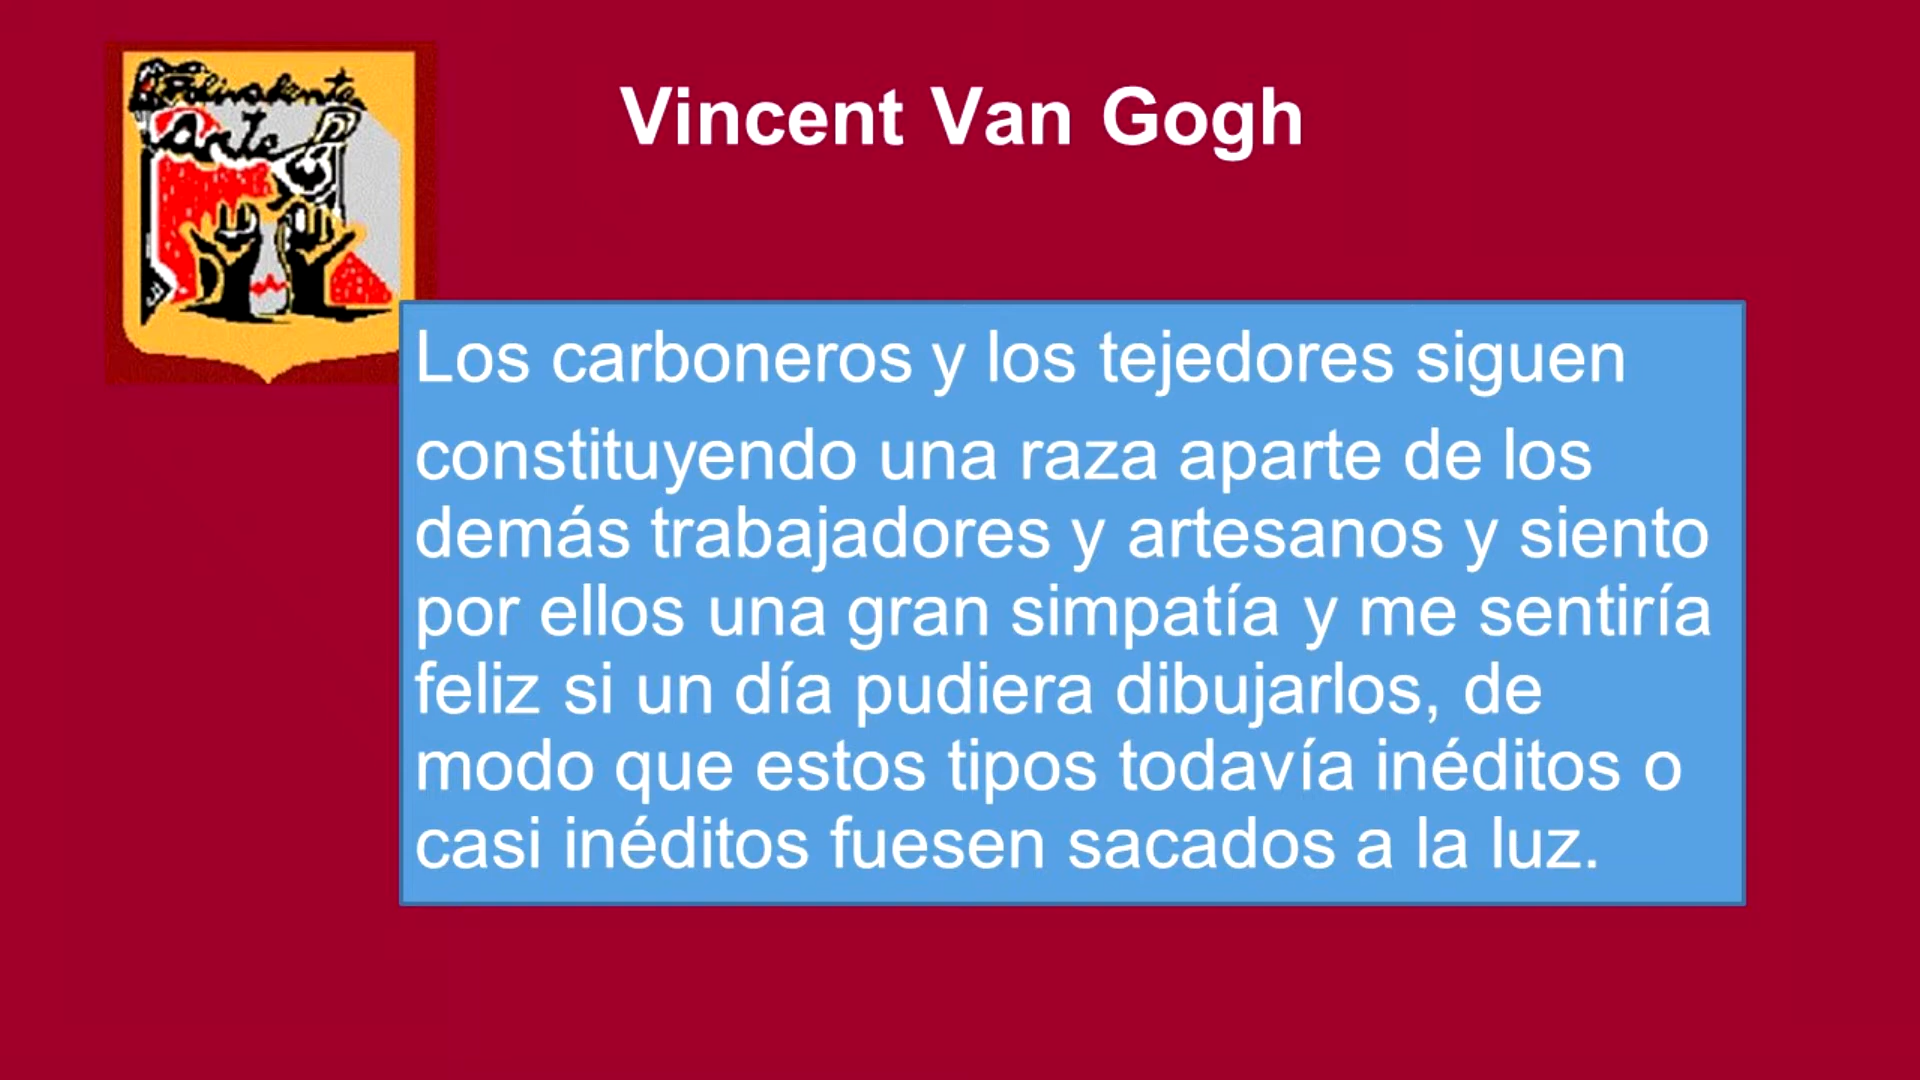 Polivalente
Arte
Vincent Van Gogh
Los carboneros y los tejedores siguen
constituyendo una raza aparte de los
demás trabajadores y artesanos y siento
por ellos una gran simpatía y me sentiría
feliz si un día pudiera dibujarlos, de
modo que estos tipos todavía inéditos o
casi inéditos fuesen sacados a la luz.